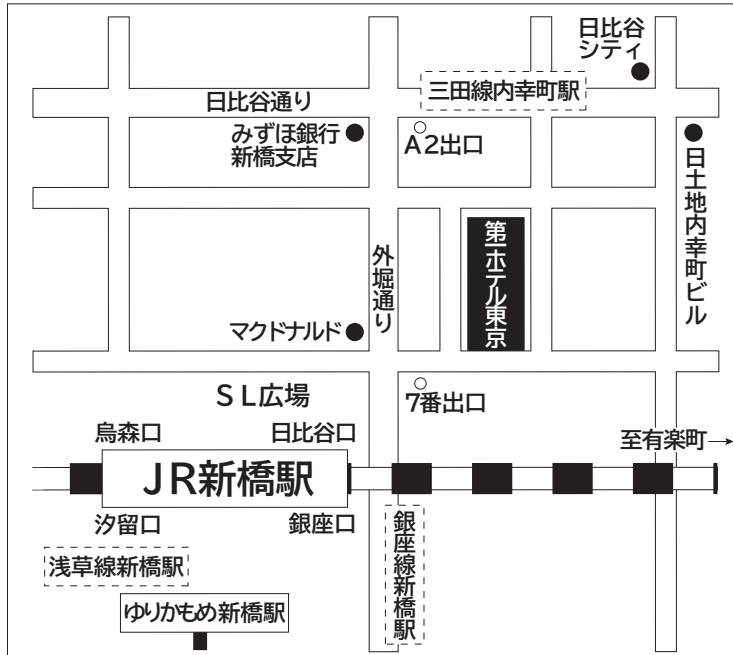 日比谷
シティ
三田線内幸町駅
日比谷通り
みずほ銀行
新橋支店
A2出口
日土地内幸町ビル
外堀通り
第一ホテル東京
マクドナルド
SL広場
7番出口
烏森口
日比谷口
至有楽町→
JR新橋駅
汐留口
銀座口
銀座線新橋駅
浅草線新橋駅
ゆりかもめ新橋駅